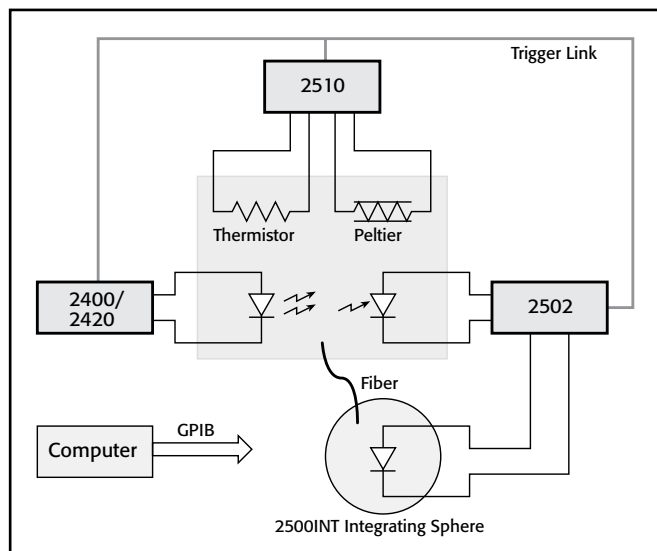 Trigger Link
2510
Thermistor
Peltier
2400/
2420
2502
Fiber
GPIB
Computer
2500INT Integrating Sphere